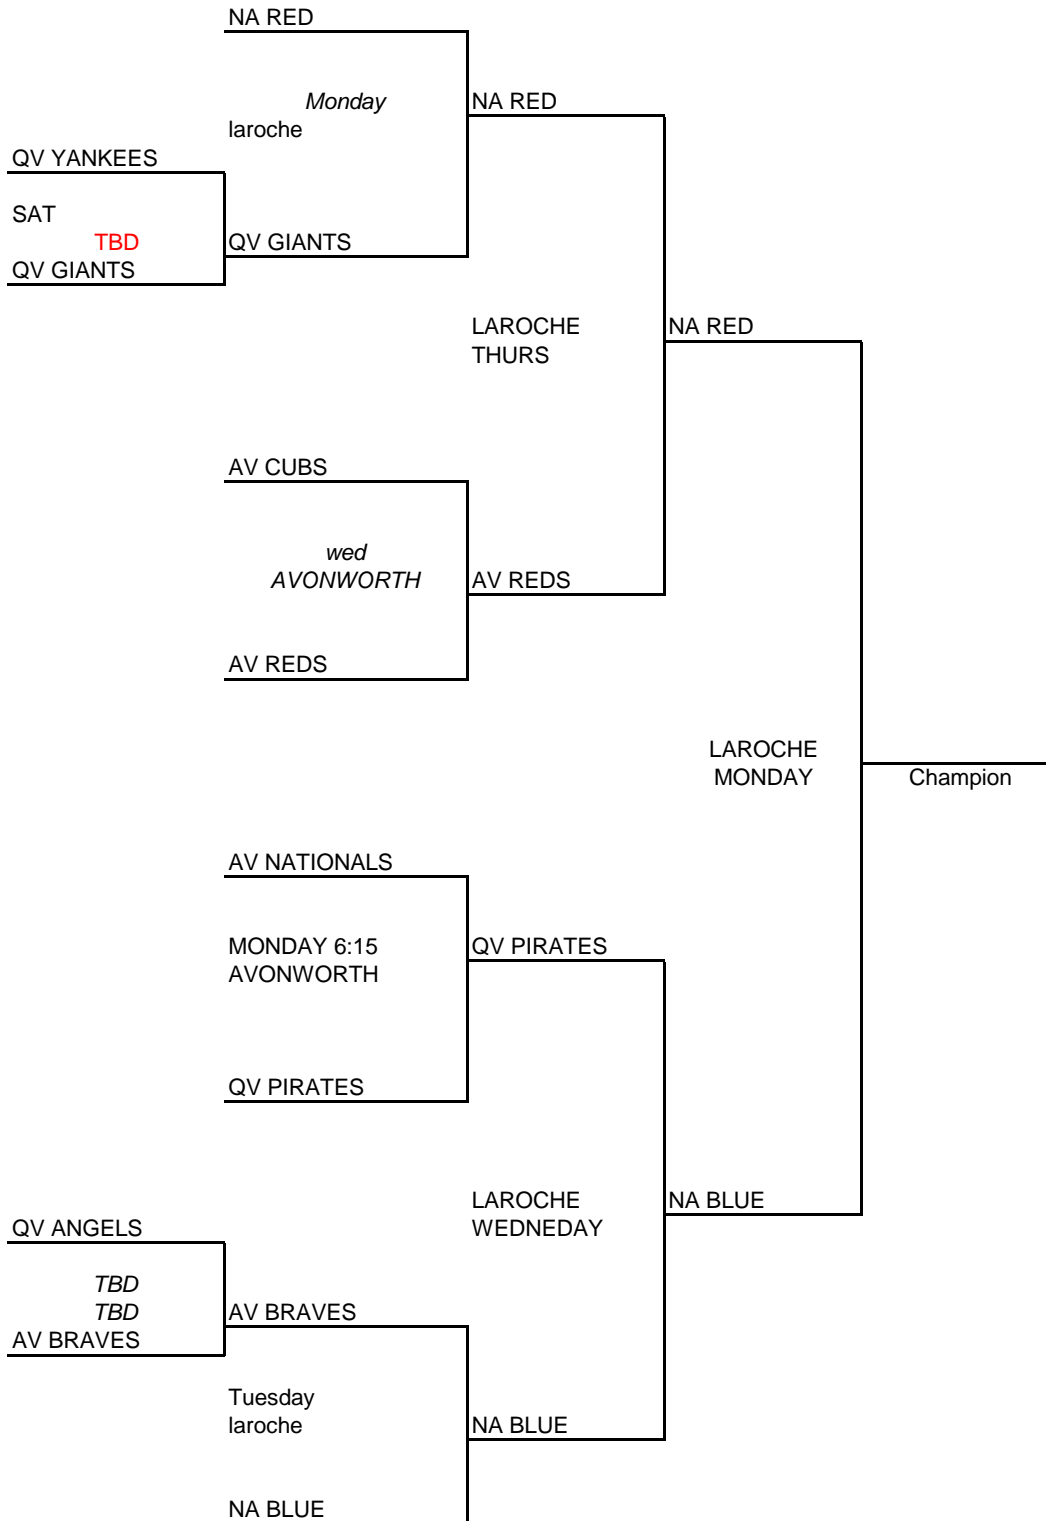 NA RED
Monday
NA RED
laroche
QV YANKEES
SAT
TBD
QV GIANTS
QV GIANTS
LAROCHE
NA RED
THURS
AV CUBS
wed
AVONWORTH
AV REDS
AV REDS
LAROCHE
MONDAY
Champion
AV NATIONALS
MONDAY 6:15
QV PIRATES
AVONWORTH
QV PIRATES
LAROCHE
NA BLUE
WEDNEDAY
QV ANGELS
TBD
TBD
AV BRAVES
AV BRAVES
Tuesday
laroche
NA BLUE
NA BLUE